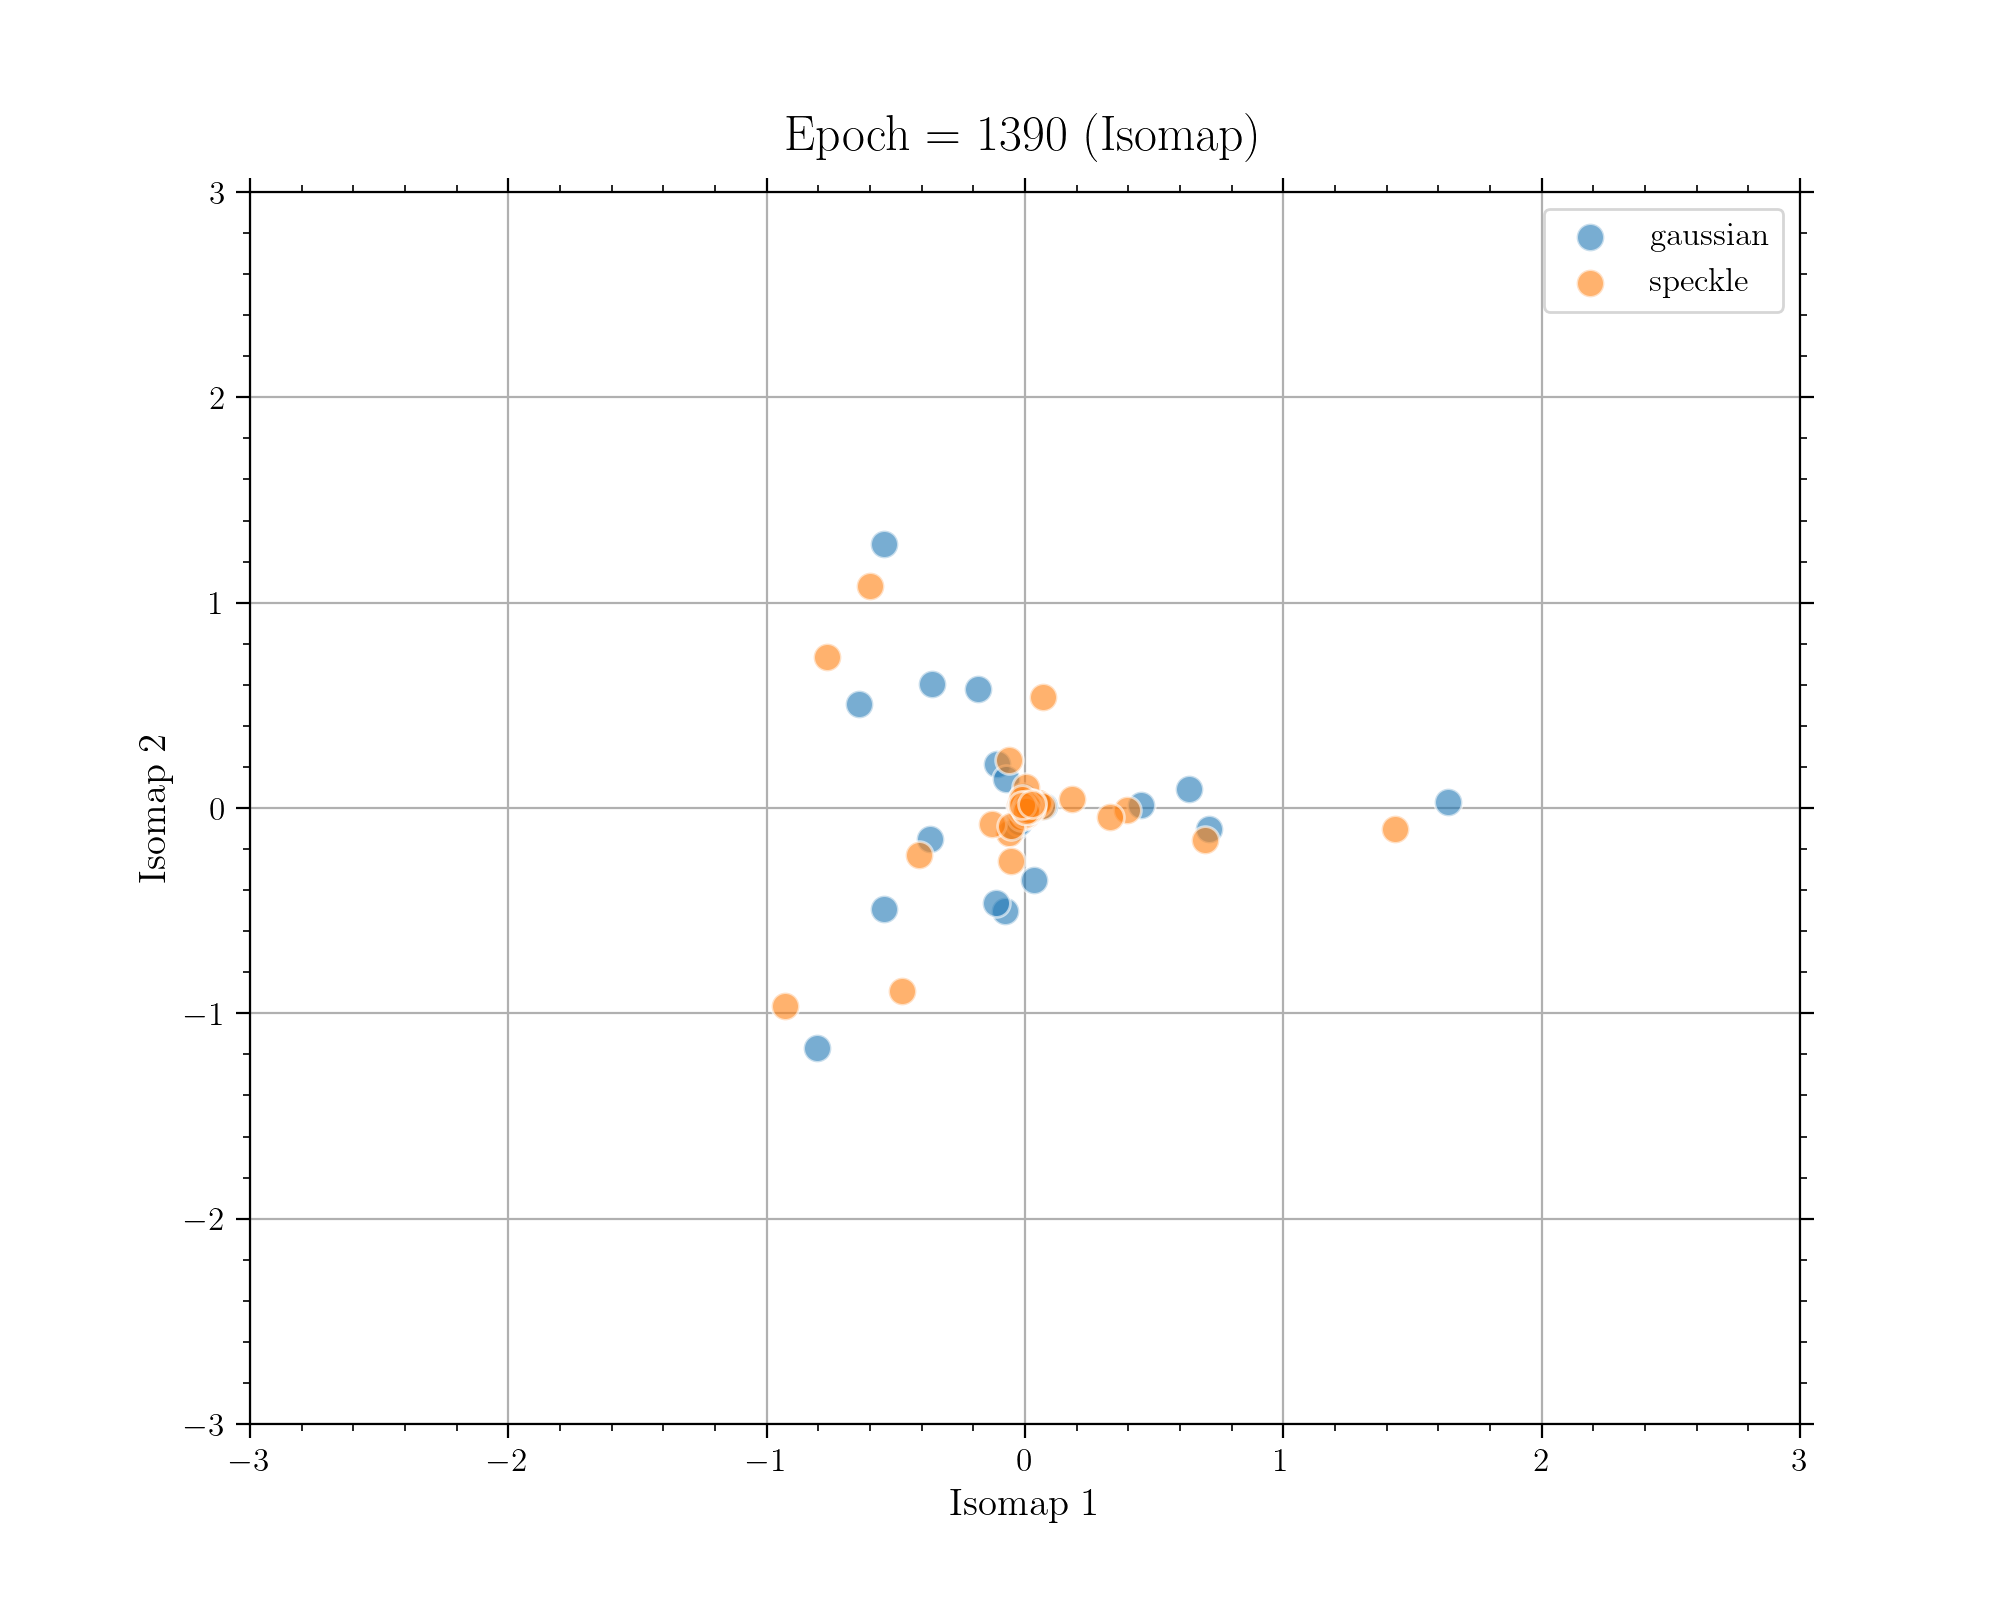 Epoch = 1390 (Isomap)
gaussian
speckle
3
2
1
0
−1
−2
−3
Isomap 2
−3
−2
−1
0
1
2
3
Isomap 1